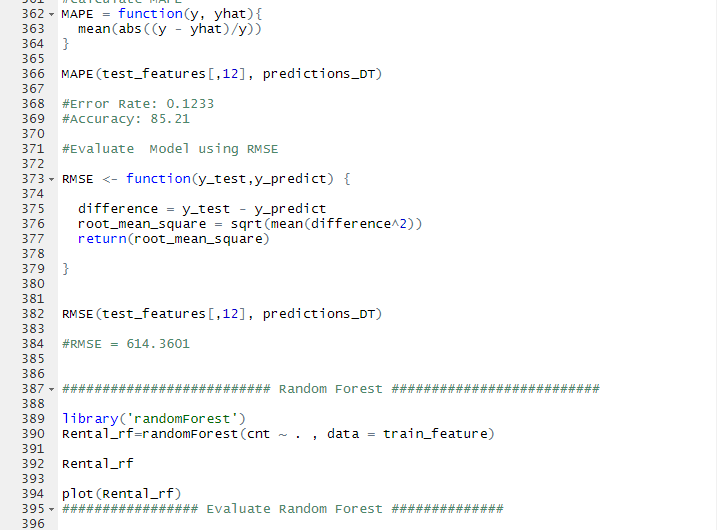 361 #Calculate MAPE
362 MAPE = function(y, yhat){
363 mean(abs((y - yhat)/y))
364 }
365
366 MAPE(test_features[,12], predictions_DT)
367
368 #Error Rate: 0.1233
369 #Accuracy: 85.21
370
371 #Evaluate  Model using RMSE
372
373 RMSE <- function(y_test,y_predict) {
374
375 difference = y_test - y_predict
376 root_mean_square = sqrt(mean(difference^2))
377 return(root_mean_square)
378
379 }
380
381
382 RMSE(test_features[,12], predictions_DT)
383
384 #RMSE = 614.3601
385
386
387 ########################## Random Forest ##########################
388
389 library('randomForest')
390 Rental_rf=randomForest(cnt ~ . , data = train_feature)
391
392 Rental_rf
393
394 plot(Rental_rf)
395 ################# Evaluate Random Forest ##############
396